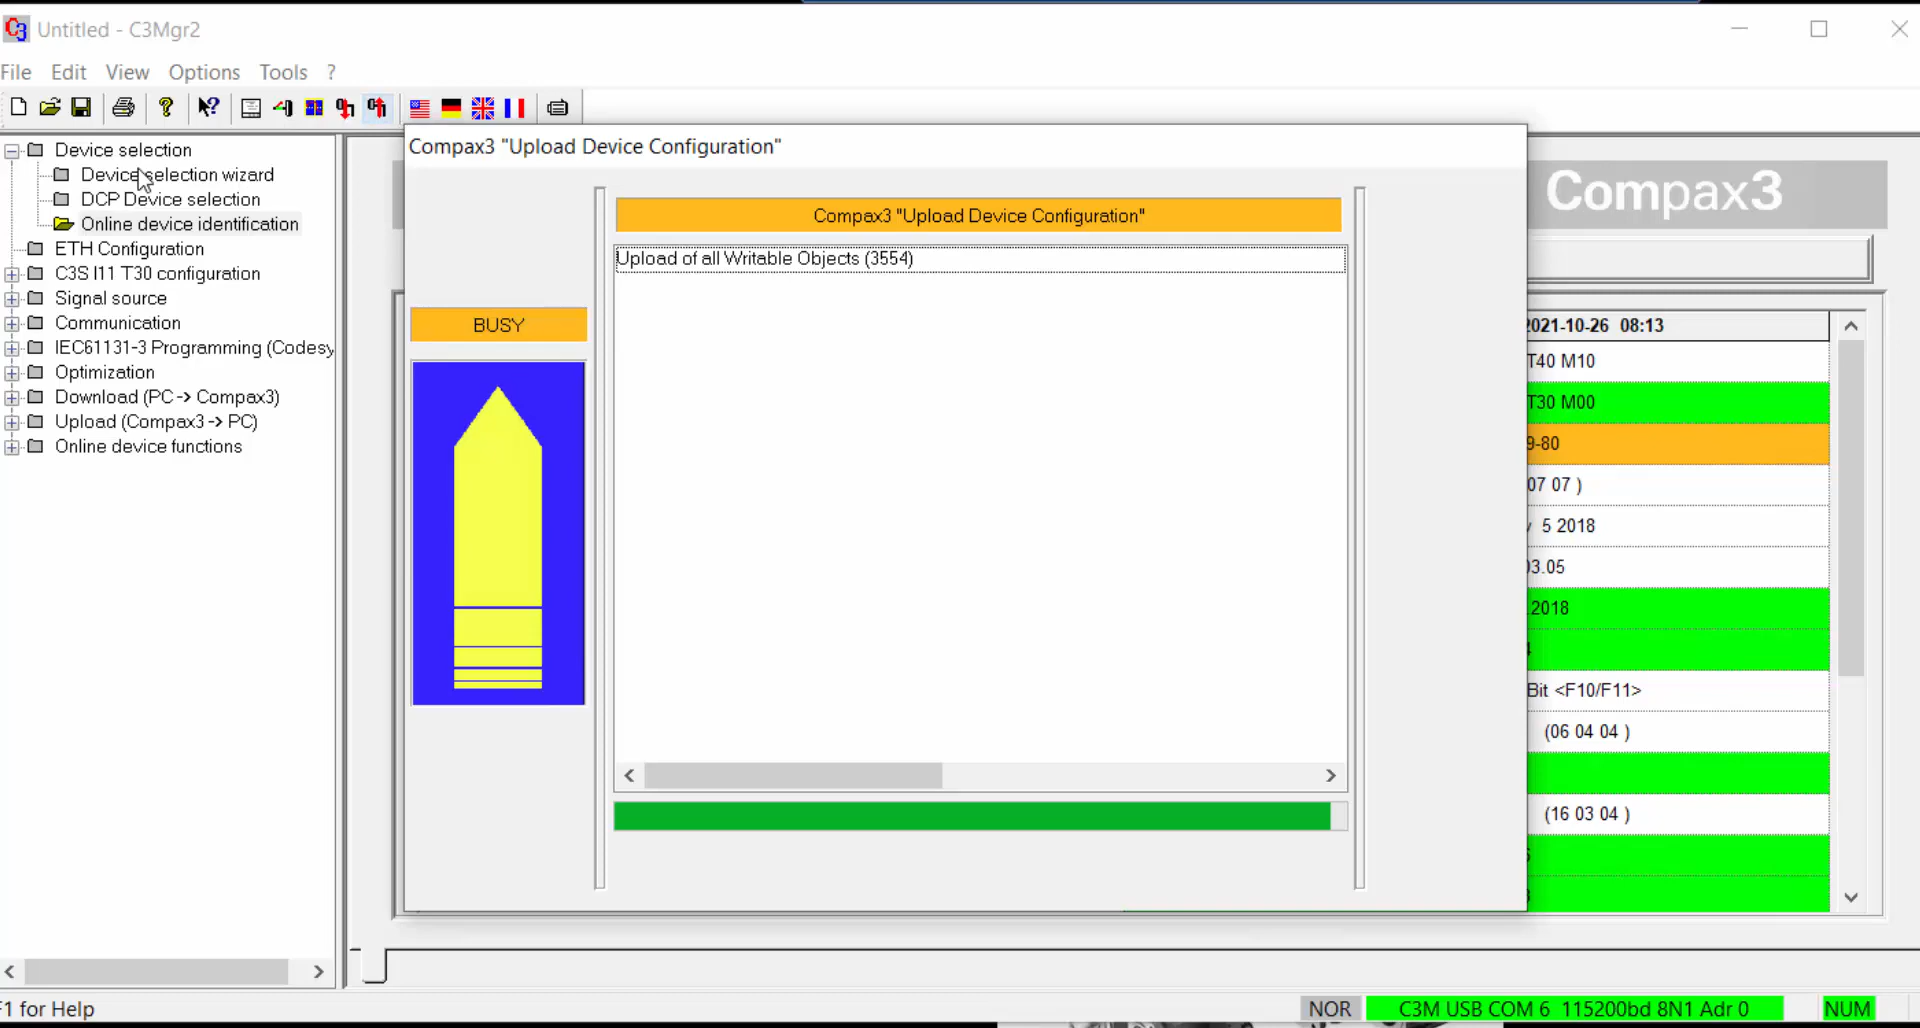 Untitled - C3Mgr2
File Edit View Options Tools ?
Device selection
Device selection wizard
DCP Device selection
Online device identification
ETH Configuration
C3S I11 T30 configuration
Signal source
Communication
IEC61131-3 Programming (Codesy
Optimization
Download (PC -> Compax3)
Upload (Compax3 -> PC)
Online device functions
Compax3 "Upload Device Configuration"
Compax3 "Upload Device Configuration"
Upload of all Writable Objects (3554)
BUSY
Compax3
2021-10-26 08:13
T40 M10
T30 M00
9-80
07 07 )
5 2018
03.05
2018
Bit <F10/F11>
(06 04 04 )
(16 03 04 )
F1 for Help
NOR
C3M USB COM 6 115200bd 8N1 Adr 0
NUM